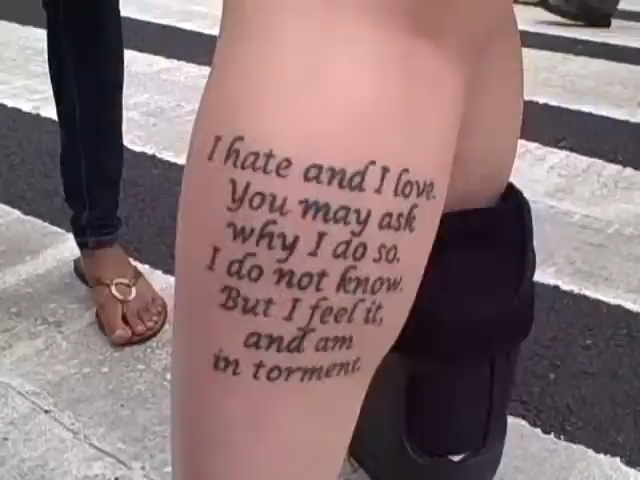 I hate and I love.
You may ask
why I do so.
I do not know.
But I feel it,
and am
in torment.